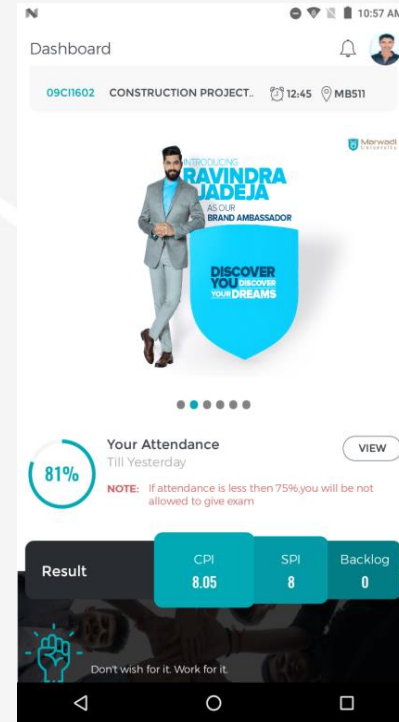 10:57 AM
Dashboard
09CI1602 CONSTRUCTION PROJECT.. 12:45 MB511
Marwadi
University
INTRODUCING
RAVINDRA
JADEJA
AS OUR
BRAND AMBASSADOR
DISCOVER
YOU DISCOVER
YOUR DREAMS
Your Attendance
VIEW
81%
Till Yesterday
NOTE: If attendance is less then 75%,you will be not
allowed to give exam
Result
CPI
8.05
SPI
8
Backlog
0
Don't wish for it. Work for it.